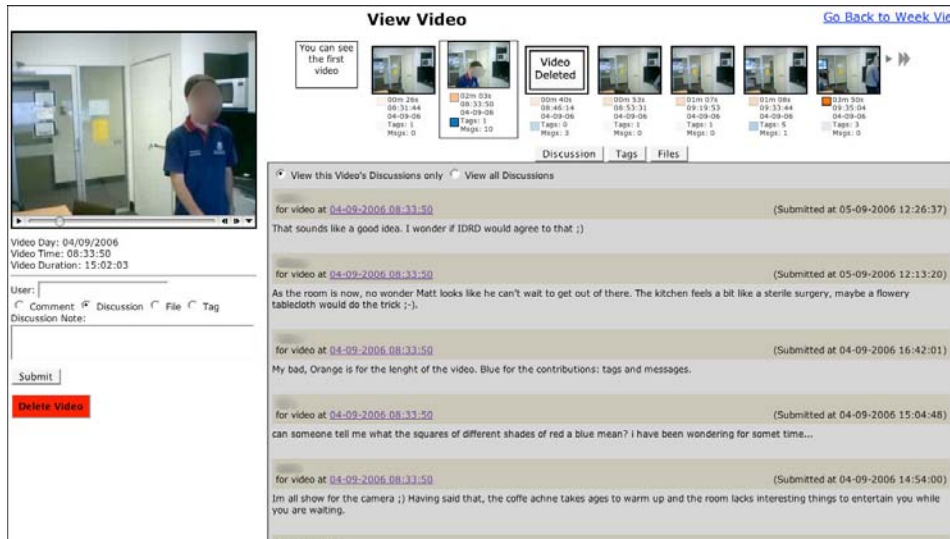 View Video
Go Back to Week Vie
You can see
the first
video
Video
Deleted
00m 26s
08:31:44
04-09-06
Tags: 1
Msgs: 0
02m 03s
08:33:50
04-09-06
Tags: 1
Msgs: 10
00m 40s
08:46:14
04-09-06
Tags: 0
Msgs: 3
00m 53s
08:53:31
04-09-06
Tags: 1
Msgs: 0
01m 07s
09:19:53
04-09-06
Tags: 1
Msgs: 0
01m 08s
09:33:44
04-09-06
Tags: 5
Msgs: 1
03m 50s
09:35:04
04-09-06
Tags: 3
Msgs: 0
Discussion Tags Files
View this Video's Discussions only View all Discussions
for video at 04-09-2006 08:33:50 (Submitted at 05-09-2006 12:26:37)
That sounds like a good idea. I wonder if IDRD would agree to that ;)
for video at 04-09-2006 08:33:50 (Submitted at 05-09-2006 12:13:20)
As the room is now, no wonder Matt looks like he can't wait to get out of there. The kitchen feels a bit like a sterile surgery, maybe a flowery
tablecloth would do the trick ;-).
for video at 04-09-2006 08:33:50 (Submitted at 04-09-2006 16:42:01)
My bad, Orange is for the lenght of the video. Blue for the contributions: tags and messages.
for video at 04-09-2006 08:33:50 (Submitted at 04-09-2006 15:04:48)
can someone tell me what the squares of different shades of red a blue mean? i have been wondering for somet time...
for video at 04-09-2006 08:33:50 (Submitted at 04-09-2006 14:54:00)
Im all show for the camera ;) Having said that, the coffe achne takes ages to warm up and the room lacks interesting things to entertain you while
you are waiting.
Video Day: 04/09/2006
Video Time: 08:33:50
Video Duration: 15:02:03
User:
Comment Discussion File Tag
Discussion Note:
Submit
Delete Video